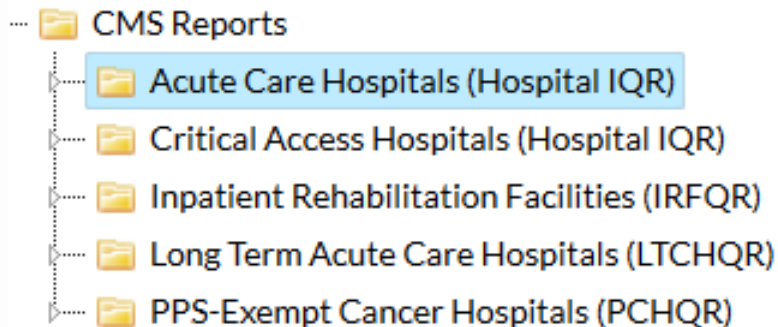 CMS Reports
Acute Care Hospitals (Hospital IQR)
Critical Access Hospitals (Hospital IQR)
Inpatient Rehabilitation Facilities (IRFQR)
Long Term Acute Care Hospitals (LTCHQR)
PPS-Exempt Cancer Hospitals (PCHQR)